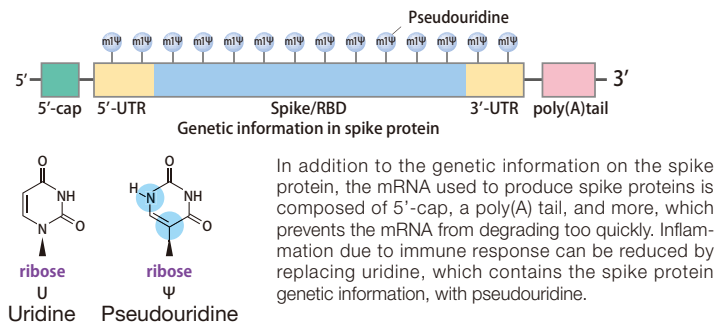 Pseudouridine
m1Ψ m1Ψ m1Ψ m1Ψ m1Ψ m1Ψ m1Ψ m1Ψ m1Ψ m1Ψ m1Ψ m1Ψ m1Ψ m1Ψ
5′ 3′
5′-cap 5′-UTR Spike/RBD 3′-UTR poly(A)tail
Genetic information in spike protein
O
NH
N
O
ribose
U
Uridine
O
H
N
NH
O
ribose
Ψ
Pseudouridine
In addition to the genetic information on the spike
protein, the mRNA used to produce spike proteins is
composed of 5’-cap, a poly(A) tail, and more, which
prevents the mRNA from degrading too quickly. Inflam-
mation due to immune response can be reduced by
replacing uridine, which contains the spike protein
genetic information, with pseudouridine.